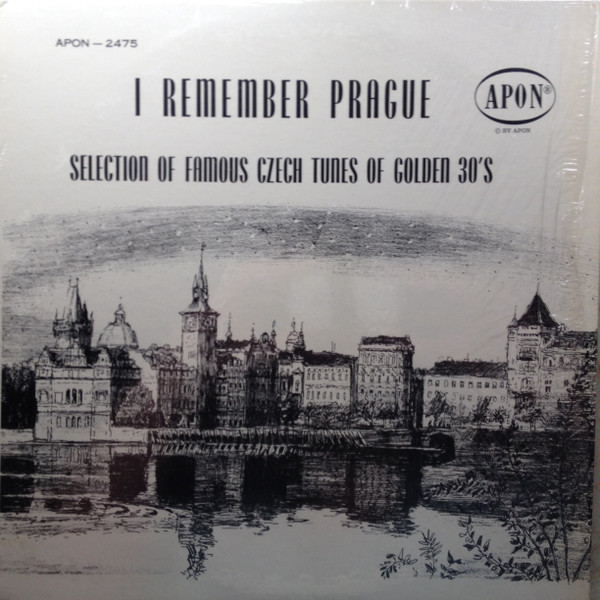 APON — 2475
I REMEMBER PRAGUE
APON®
© BY APON
SELECTION OF FAMOUS CZECH TUNES OF GOLDEN 30'S